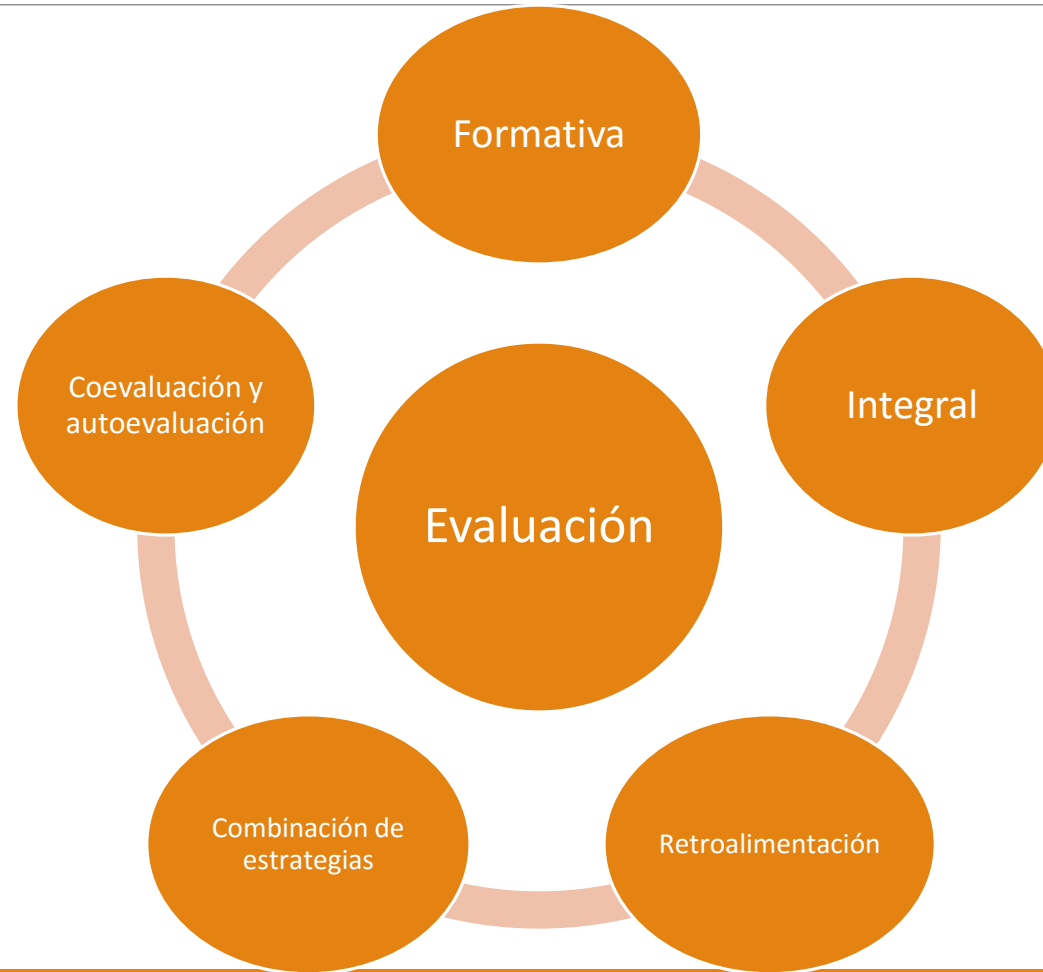 Formativa
Integral
Retroalimentación
Combinación de
estrategias
Coevaluación y
autoevaluación
Evaluación